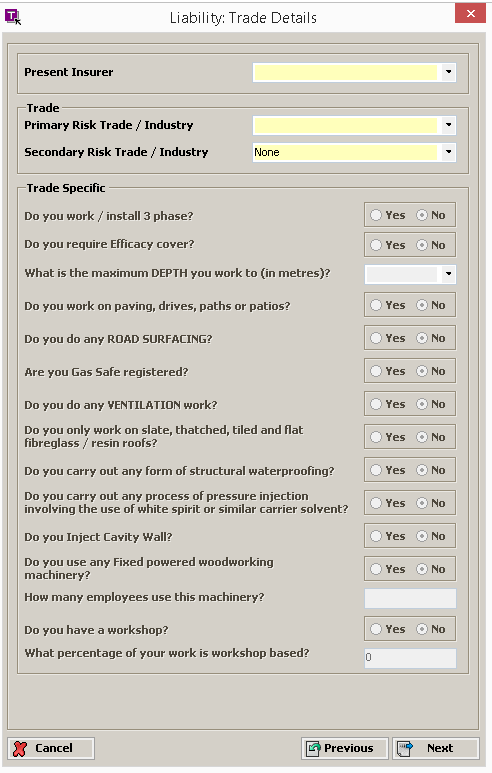 Liability: Trade Details
Present Insurer
Trade
Primary Risk Trade / Industry
Secondary Risk Trade / Industry None
Trade Specific
Do you work / install 3 phase? Yes No
Do you require Efficacy cover? Yes No
What is the maximum DEPTH you work to (in metres)?
Do you work on paving, drives, paths or patios? Yes No
Do you do any ROAD SURFACING? Yes No
Are you Gas Safe registered? Yes No
Do you do any VENTILATION work? Yes No
Do you only work on slate, thatched, tiled and flat
fibreglass / resin roofs? Yes No
Do you carry out any form of structural waterproofing? Yes No
Do you carry out any process of pressure injection
involving the use of white spirit or similar carrier solvent? Yes No
Do you Inject Cavity Wall? Yes No
Do you use any Fixed powered woodworking
machinery? Yes No
How many employees use this machinery?
Do you have a workshop? Yes No
What percentage of your work is workshop based? 0
Cancel Previous Next